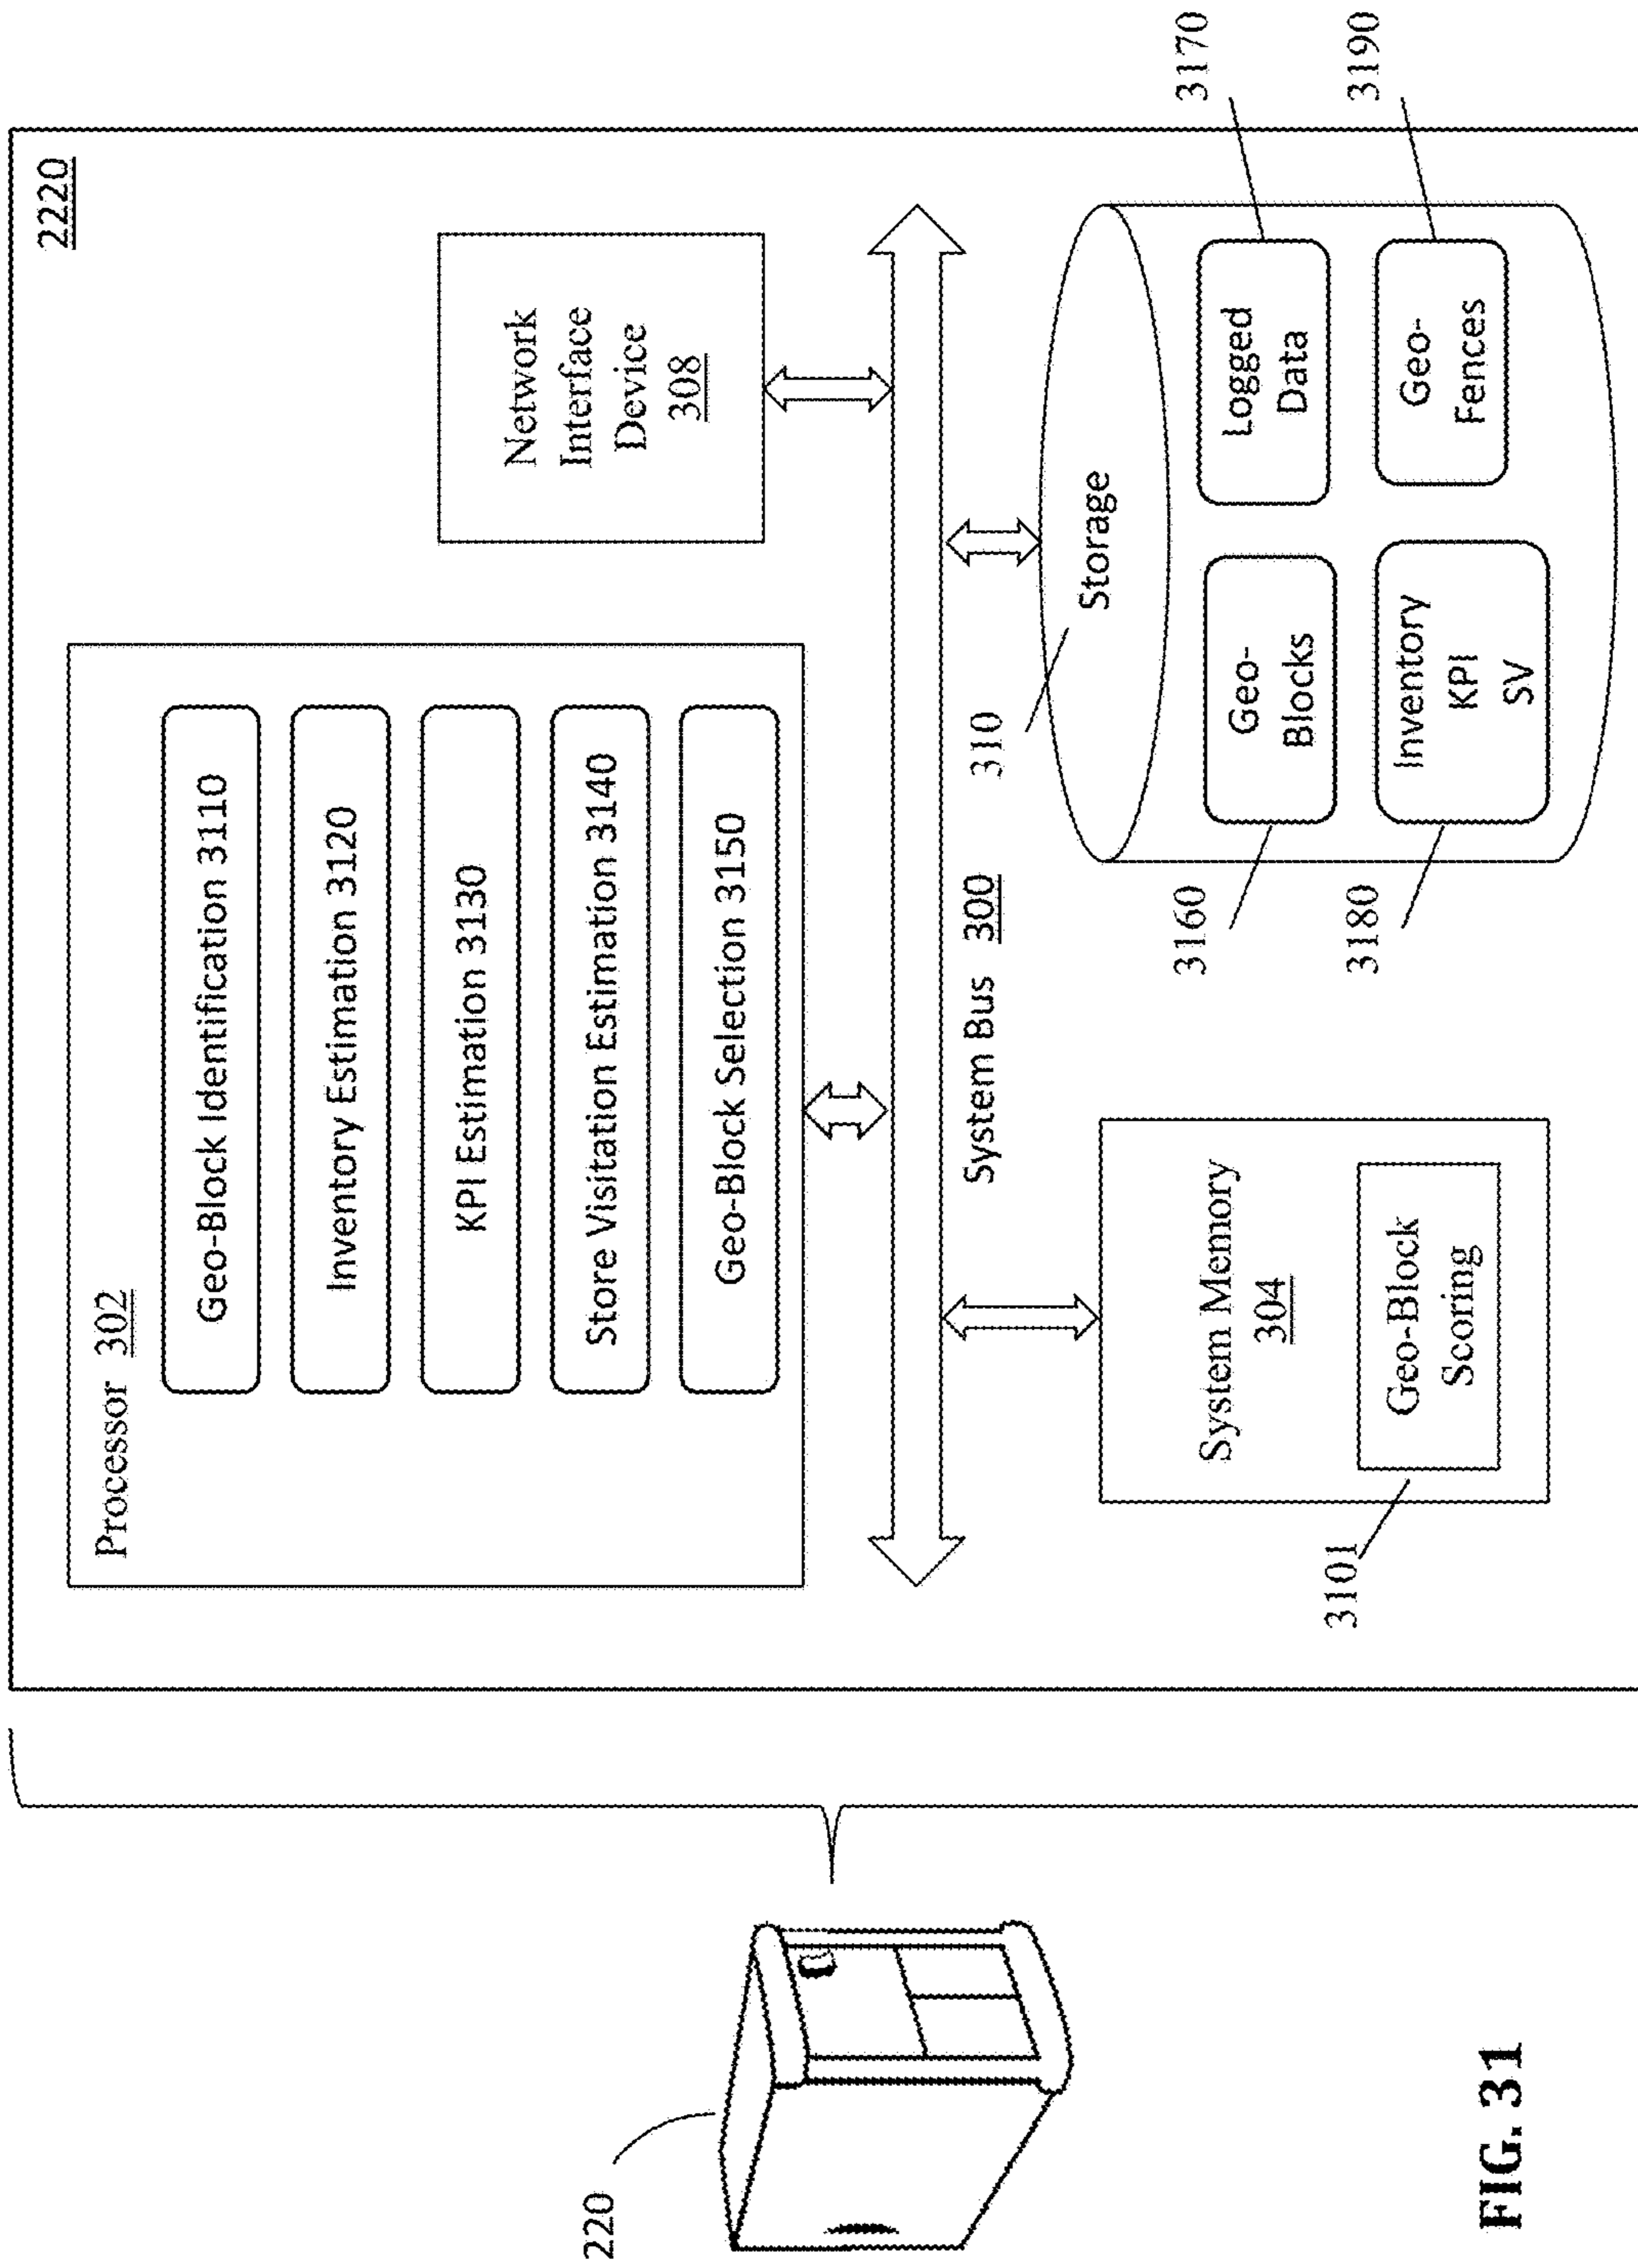 2220
Processor 302
Geo-Block Identification 3110
Inventory Estimation 3120
KPI Estimation 3130
Store Visitation Estimation 3140
Geo-Block Selection 3150
Network
Interface
Device
308
System Bus 300
System Memory
304
Geo-Block
Scoring
3101
310
Storage
Geo-
Blocks
3160
Logged
Data
3170
Inventory
KPI
SV
3180
Geo-
Fences
3190
220
FIG. 31